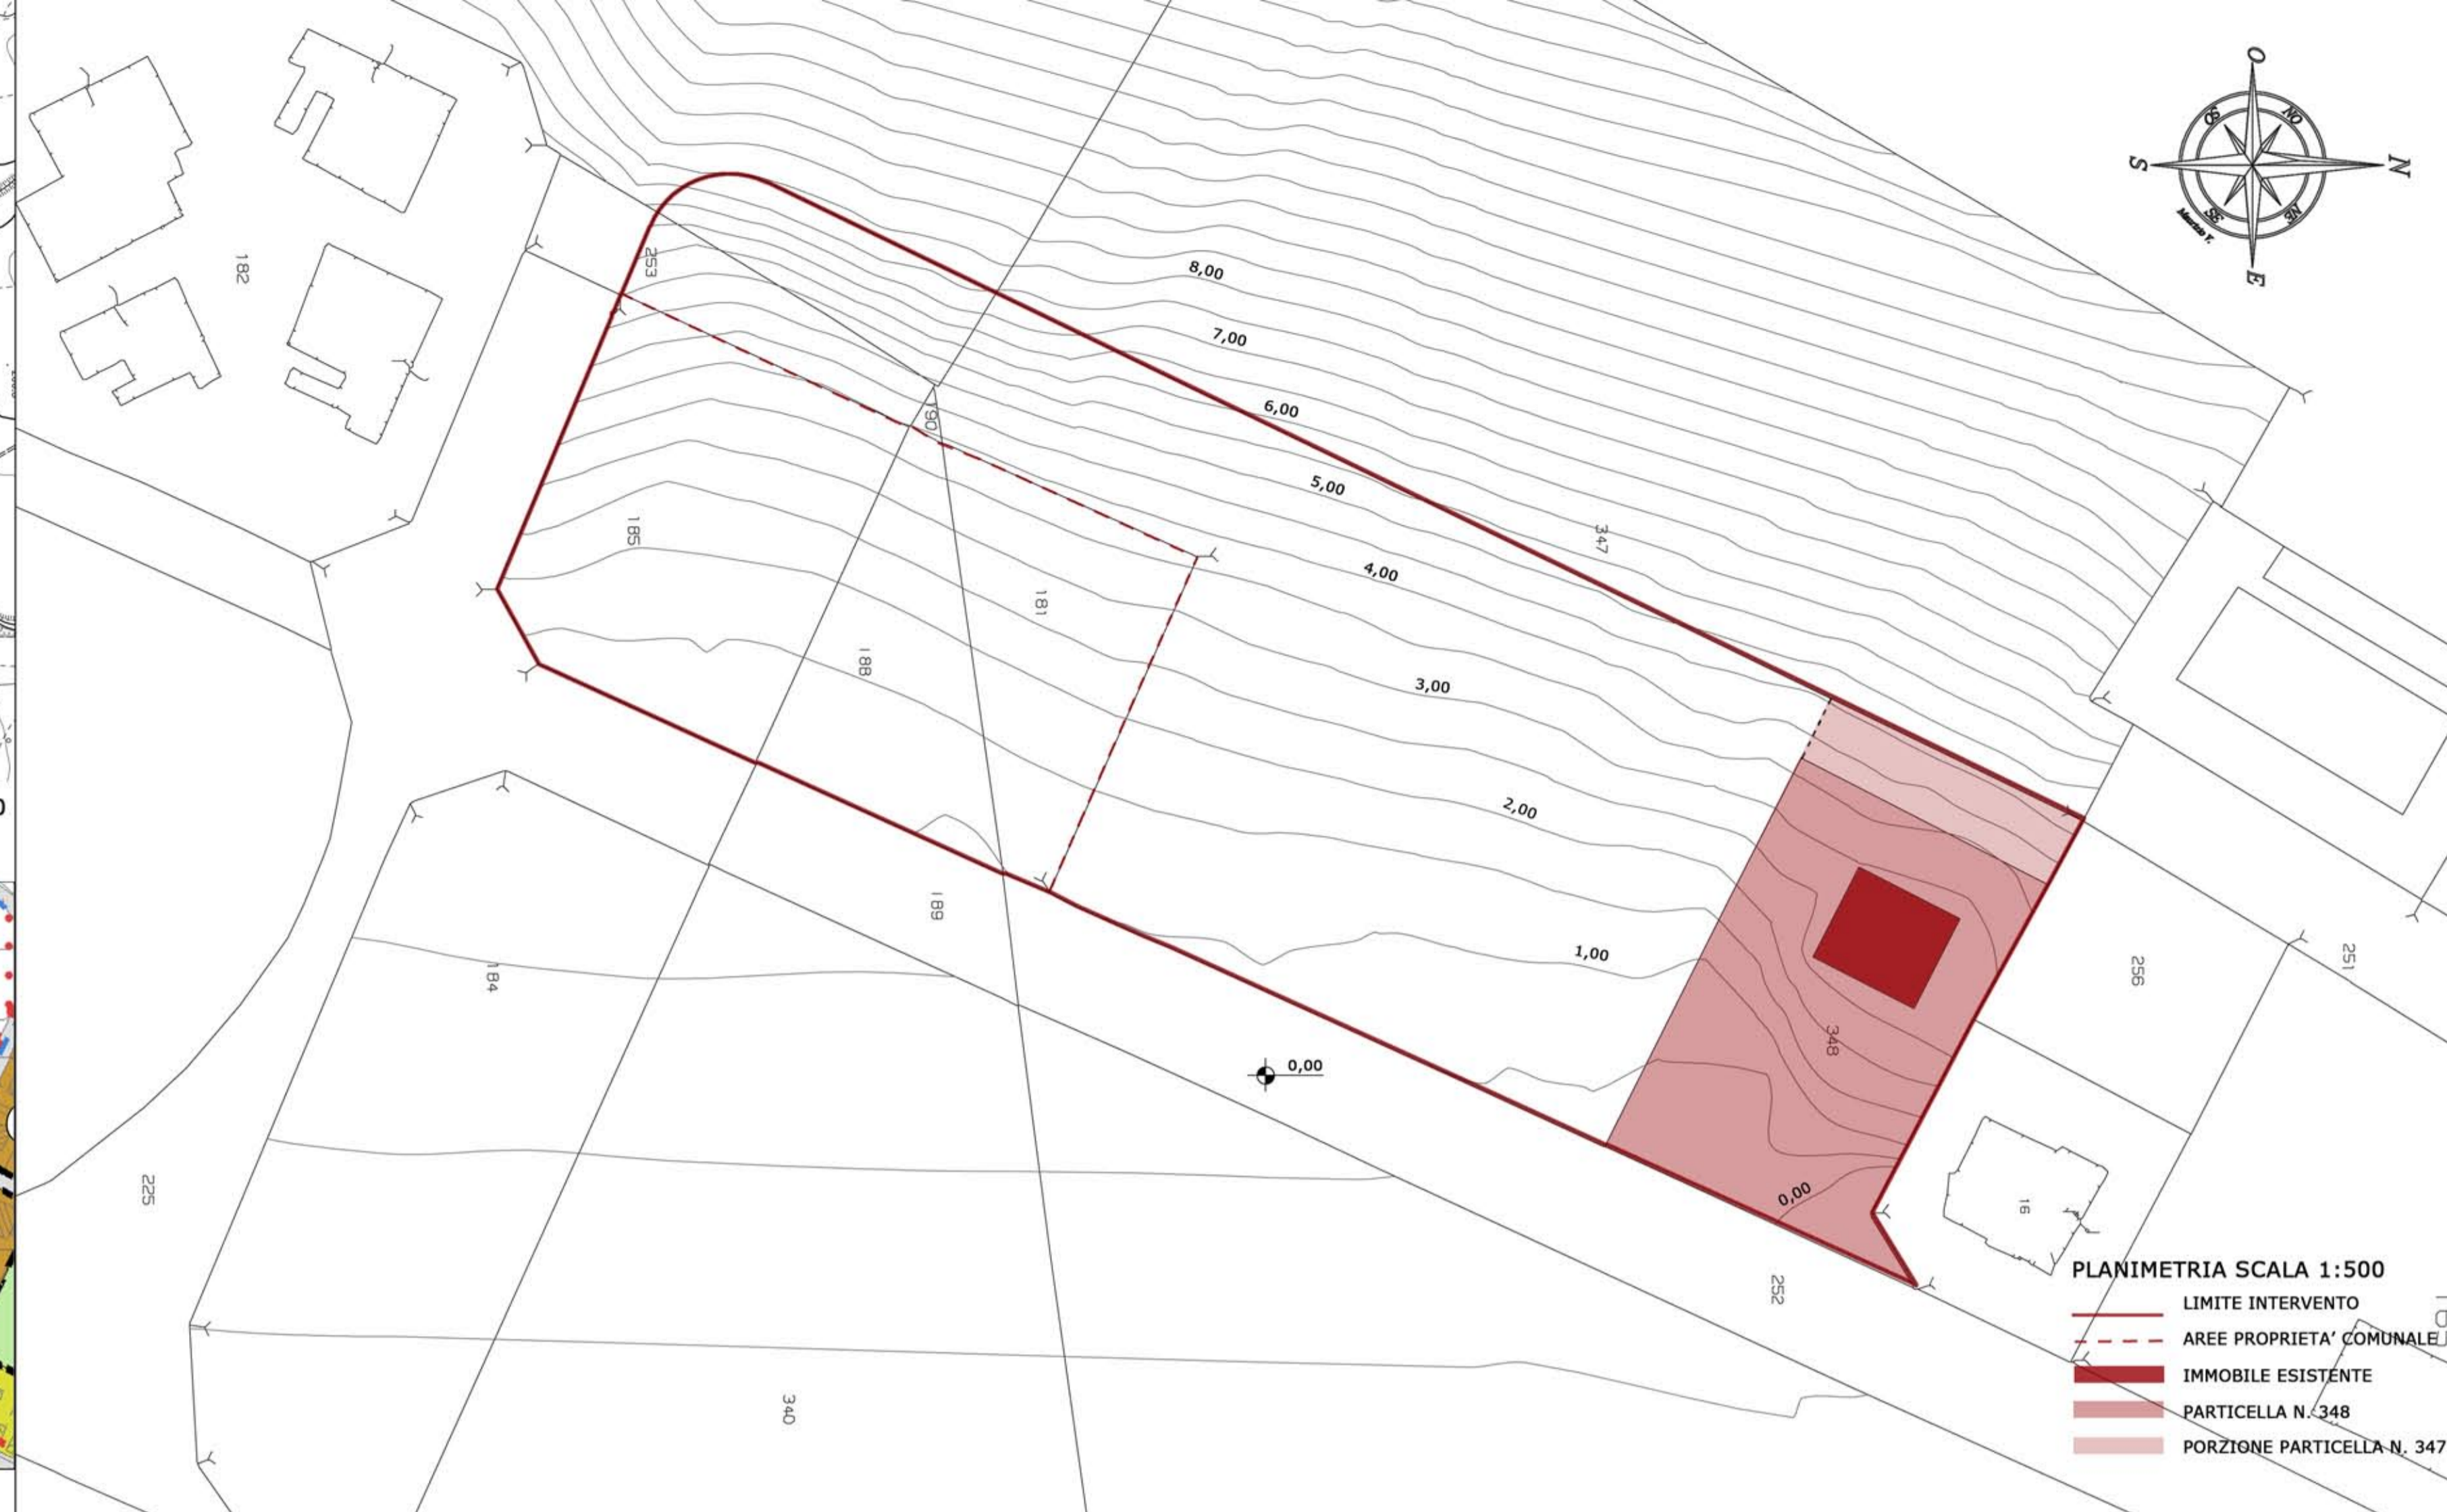 O
OS
NO
S
N
SE
NE
Maurizio V.
E
182
253
8,00
7,00
190
6,00
5,00
185
347
4,00
181
188
3,00
2,00
189
1,00
184
256
251
348
0,00
225
0,00
16
252
340
PLANIMETRIA SCALA 1:500
LIMITE INTERVENTO
AREE PROPRIETA’ COMUNALE
IMMOBILE ESISTENTE
PARTICELLA N. 348
PORZIONE PARTICELLA N. 347